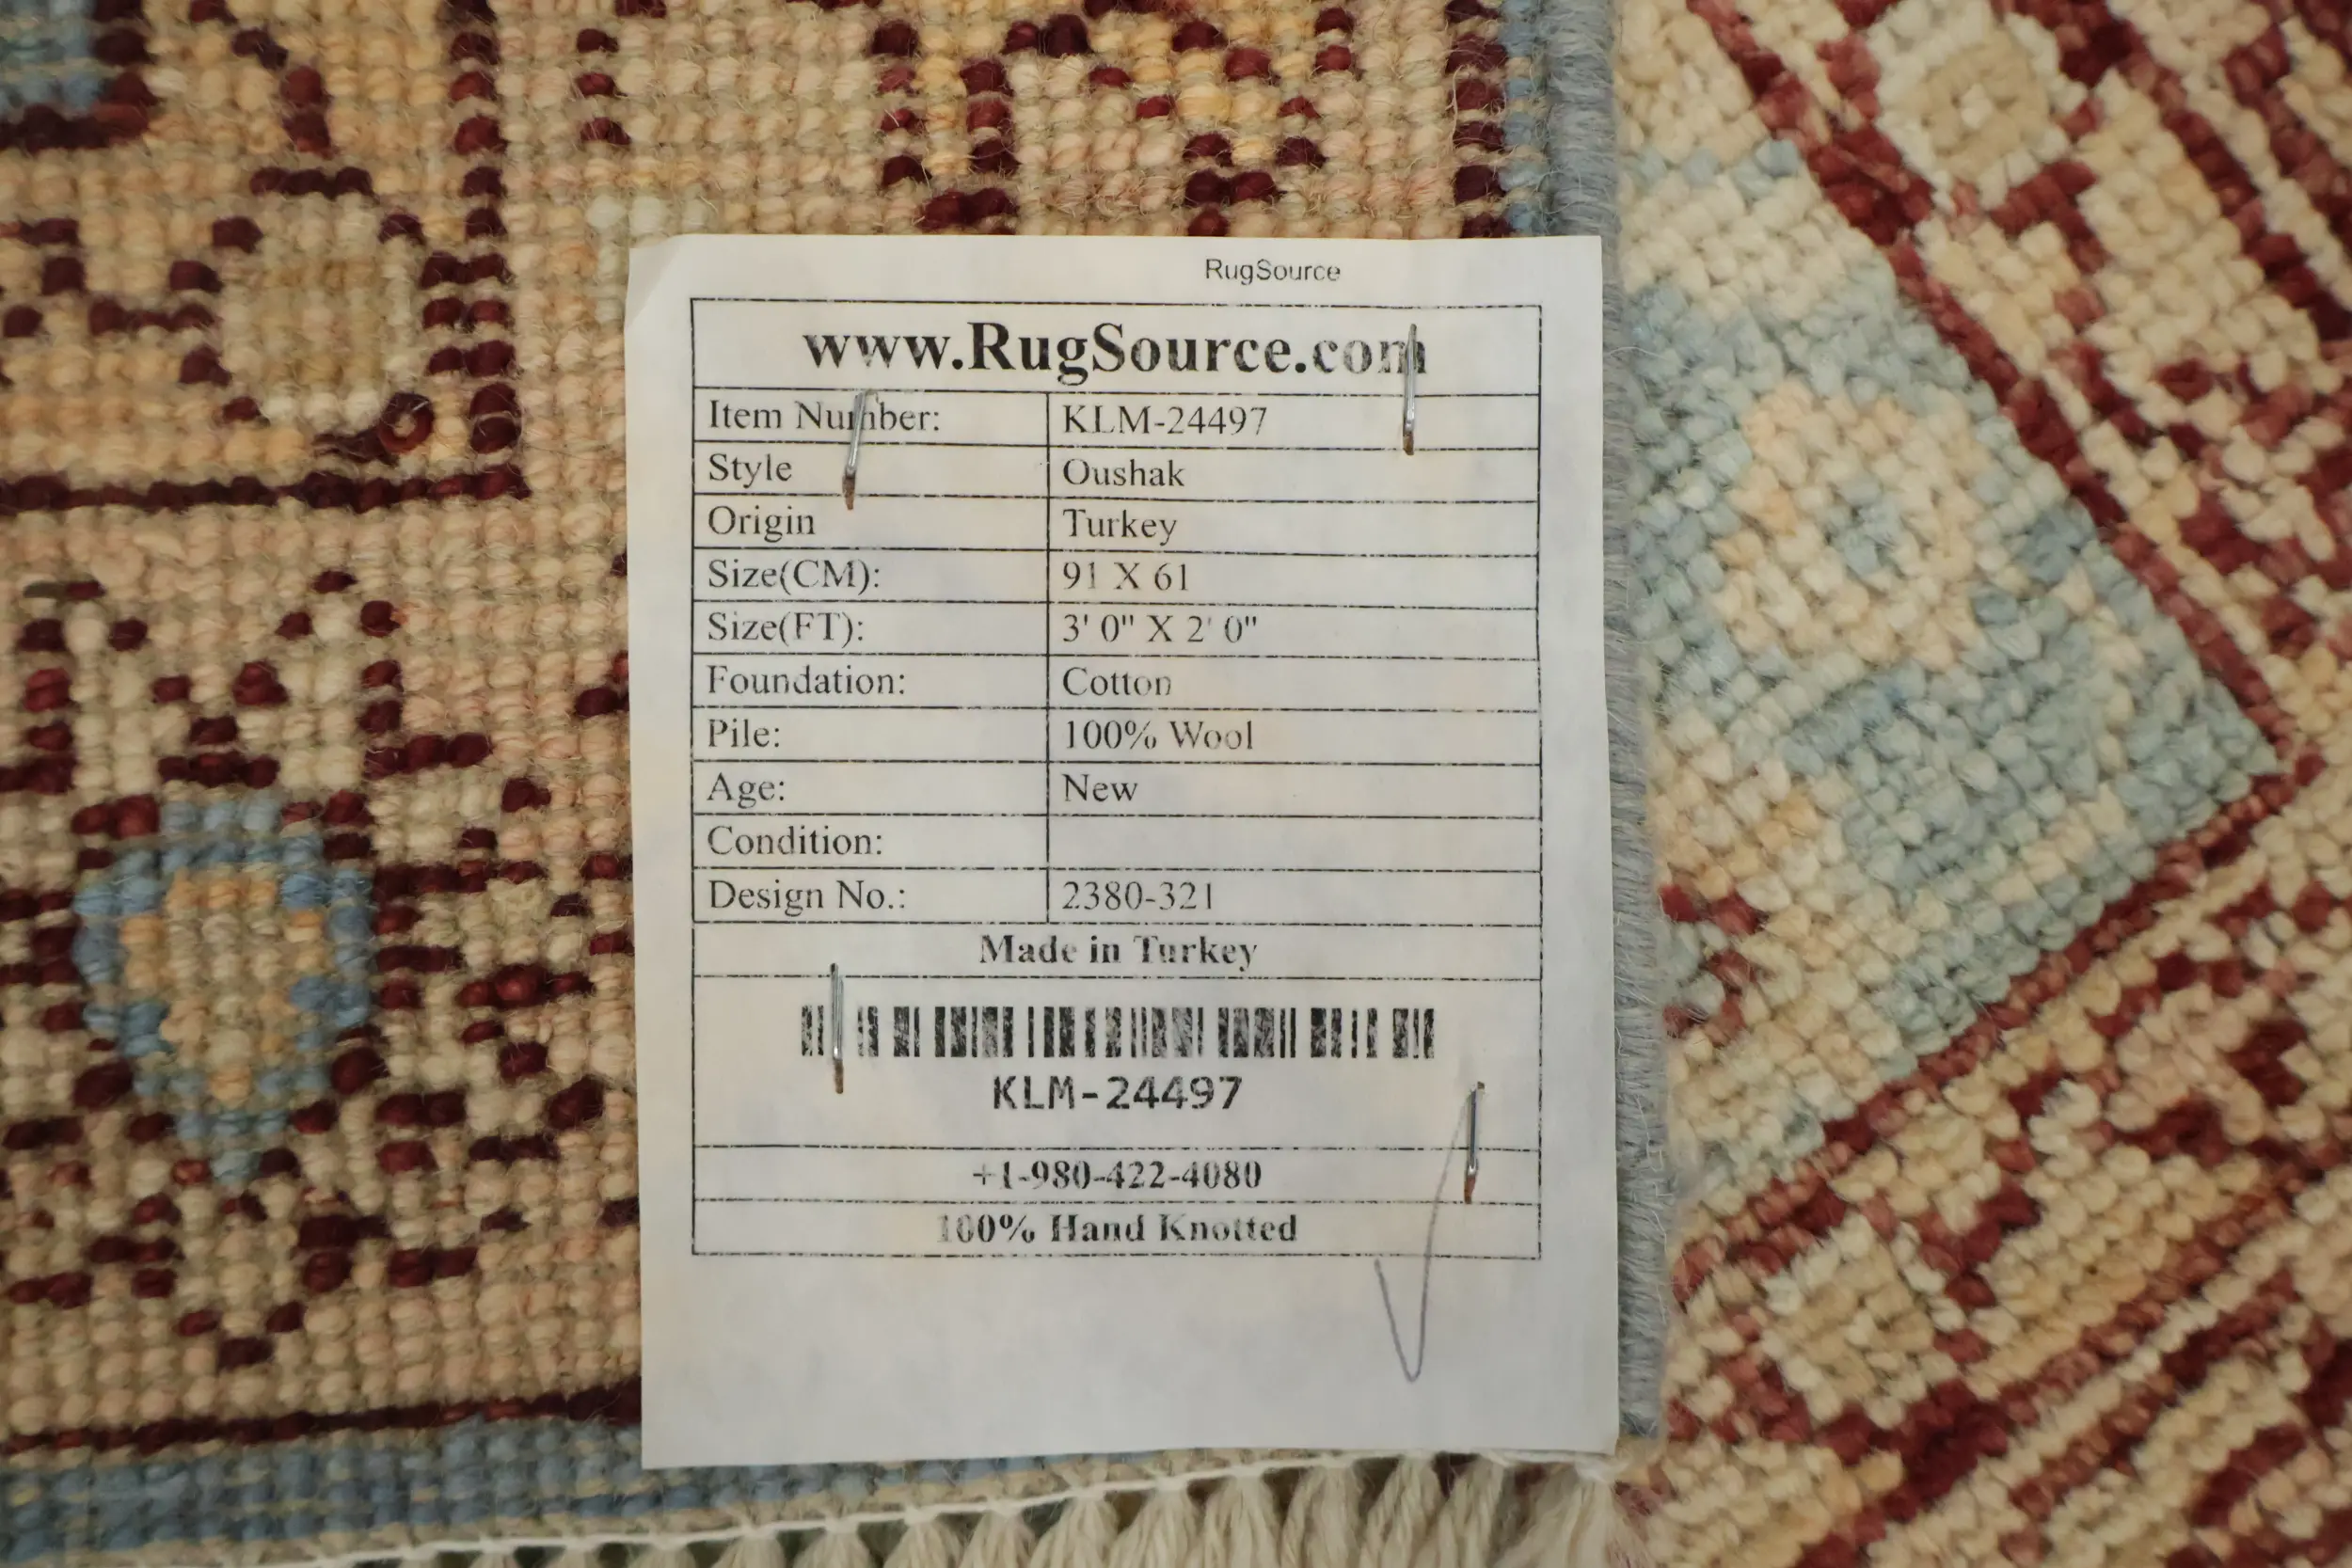 RugSource
www.RugSource.com
Item Number: KLM-24497
Style Oushak
Origin Turkey
Size(CM): 91 X 61
Size(FT): 3' 0" X 2' 0"
Foundation: Cotton
Pile: 100% Wool
Age: New
Condition:
Design No.: 2380-321
Made in Turkey
KLM-24497
+1-980-422-4080
100% Hand Knotted